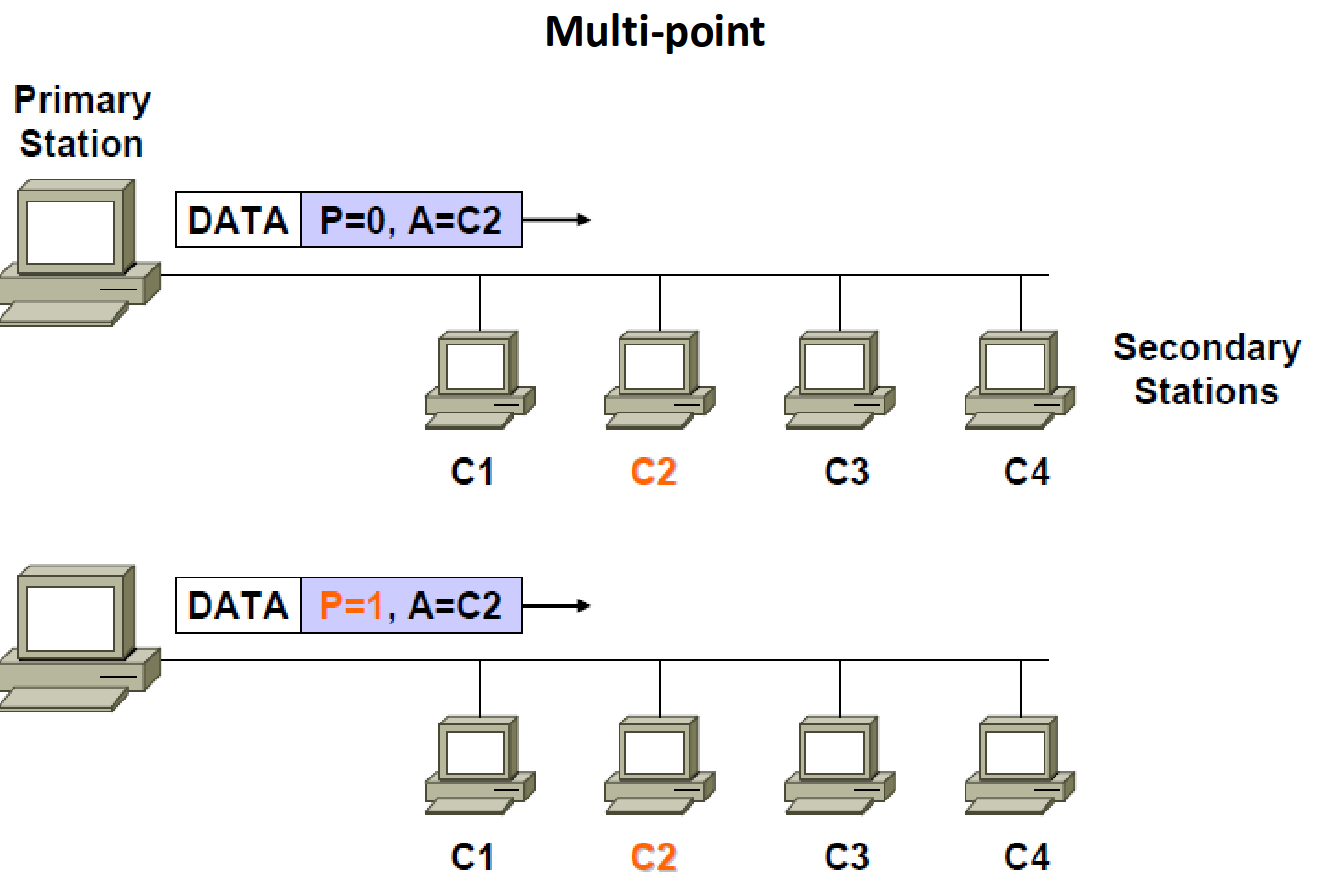 Multi-point
Primary
Station
DATA P=0, A=C2
Secondary
Stations
C1 C2 C3 C4
DATA P=1, A=C2
C1 C2 C3 C4